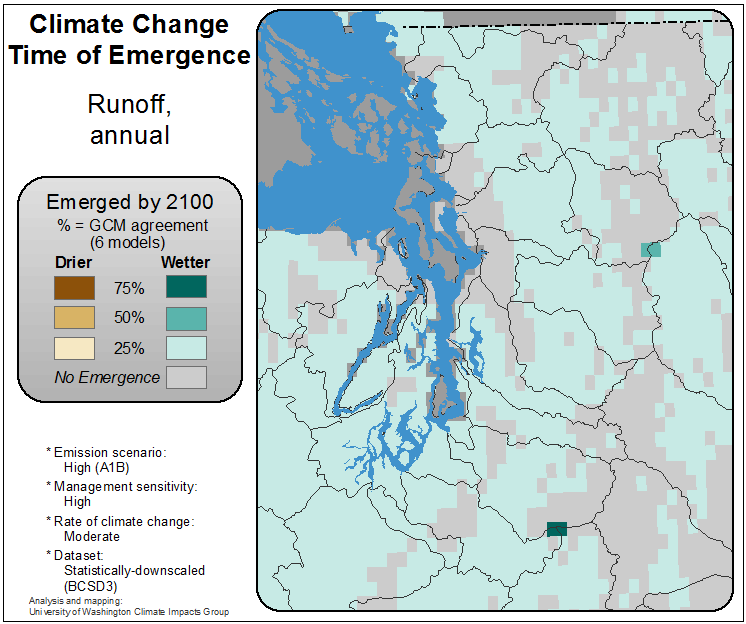 Climate Change
Time of Emergence
Runoff,
annual
Emerged by 2100
% = GCM agreement
(6 models)
Drier Wetter
75%
50%
25%
No Emergence
* Emission scenario:
High (A1B)
* Management sensitivity:
High
* Rate of climate change:
Moderate
* Dataset:
Statistically-downscaled
(BCSD3)
Analysis and mapping:
University of Washington Climate Impacts Group